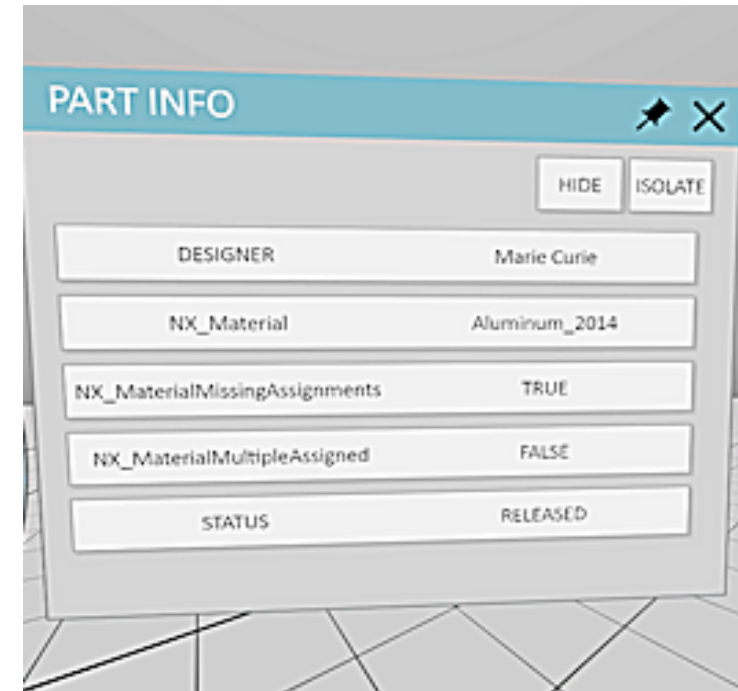 PART INFO
HIDE ISOLATE
DESIGNER Marie Curie
NX_Material Aluminum_2014
NX_MaterialMissingAssignments TRUE
NX_MaterialMultipleAssigned FALSE
STATUS RELEASED